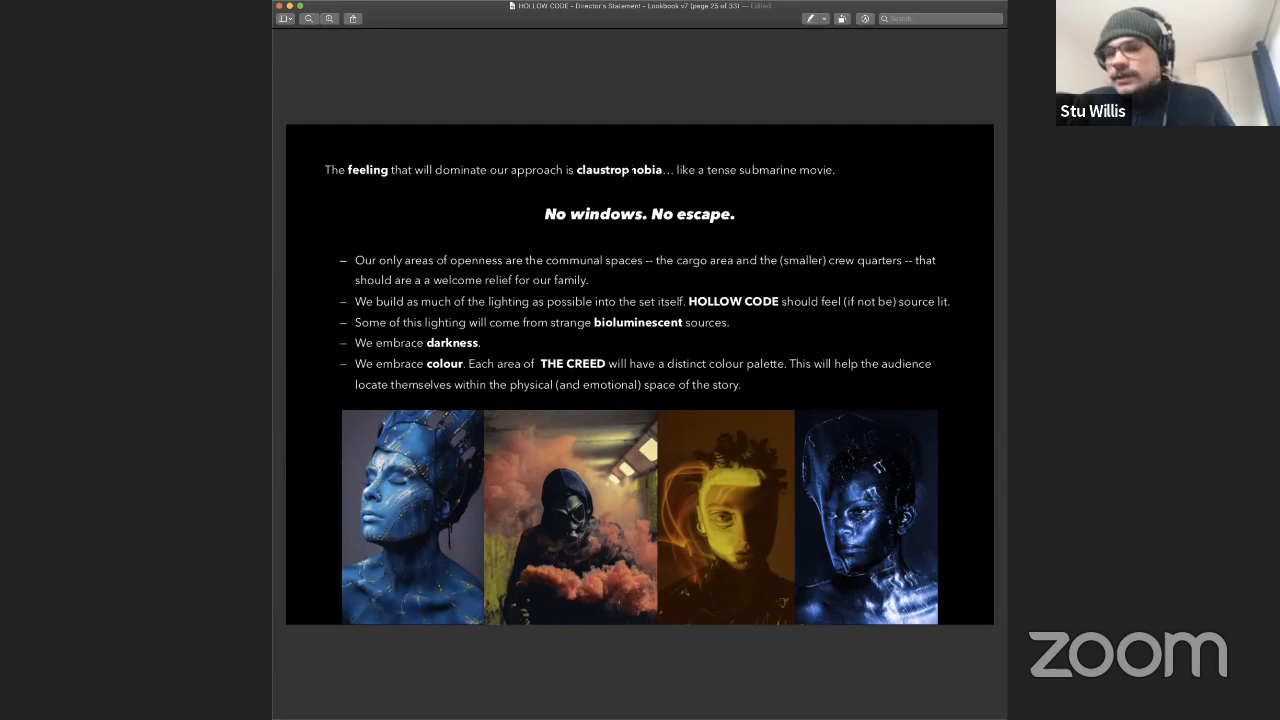 HOLLOW CODE - Director's Statement - Lookbook v7 (page 25 of 33) — Edited
Search
Stu Willis
The feeling that will dominate our approach is claustrophobia… like a tense submarine movie.
No windows. No escape.
– Our only areas of openness are the communal spaces -- the cargo area and the (smaller) crew quarters -- that
should are a a welcome relief for our family.
– We build as much of the lighting as possible into the set itself. HOLLOW CODE should feel (if not be) source lit.
– Some of this lighting will come from strange bioluminescent sources.
– We embrace darkness.
– We embrace colour. Each area of THE CREED will have a distinct colour palette. This will help the audience
locate themselves within the physical (and emotional) space of the story.
zoom